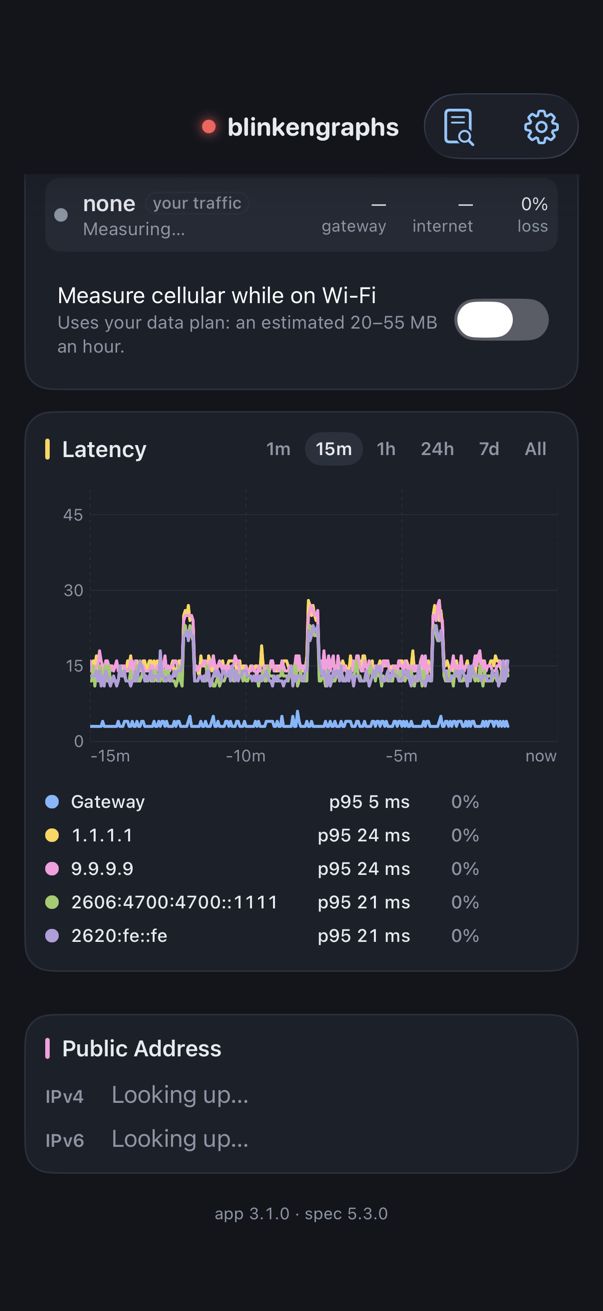 blinkengraphs
none your traffic — — 0%
Measuring... gateway internet loss
Measure cellular while on Wi-Fi
Uses your data plan: an estimated 20–55 MB
an hour.
Latency 1m 15m 1h 24h 7d All
45
30
15
0
-15m -10m -5m now
Gateway p95 5 ms 0%
1.1.1.1 p95 24 ms 0%
9.9.9.9 p95 24 ms 0%
2606:4700:4700::1111 p95 21 ms 0%
2620:fe::fe p95 21 ms 0%
Public Address
IPv4 Looking up...
IPv6 Looking up...
app 3.1.0 · spec 5.3.0